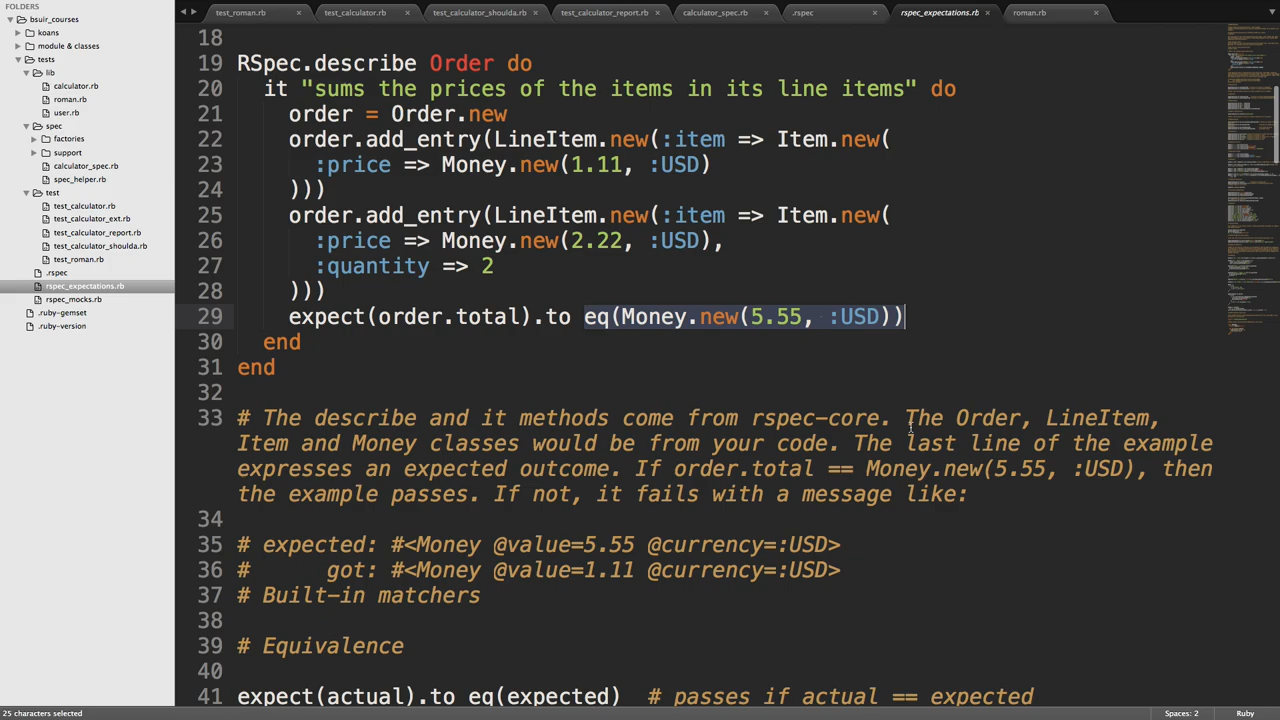 FOLDERS
bsuir_courses
koans
module & classes
tests
lib
calculator.rb
roman.rb
user.rb
spec
factories
support
calculator_spec.rb
spec_helper.rb
test
test_calculator.rb
test_calculator_ext.rb
test_calculator_report.rb
test_calculator_shoulda.rb
test_roman.rb
.rspec
rspec_expectations.rb
rspec_mocks.rb
.ruby-gemset
.ruby-version
test_roman.rb × test_calculator.rb × test_calculator_shoulda.rb × test_calculator_report.rb × calculator_spec.rb × .rspec × rspec_expectations.rb × roman.rb ×
18
19 RSpec.describe Order do
20 it "sums the prices of the items in its line items" do
21 order = Order.new
22 order.add_entry(LineItem.new(:item => Item.new(
23 :price => Money.new(1.11, :USD)
24 )))
25 order.add_entry(LineItem.new(:item => Item.new(
26 :price => Money.new(2.22, :USD),
27 :quantity => 2
28 )))
29 expect(order.total).to eq(Money.new(5.55, :USD))
30 end
31 end
32
33 # The describe and it methods come from rspec-core. The Order, LineItem,
Item and Money classes would be from your code. The last line of the example
expresses an expected outcome. If order.total == Money.new(5.55, :USD), then
the example passes. If not, it fails with a message like:
34
35 # expected: #<Money @value=5.55 @currency=:USD>
36 # got: #<Money @value=1.11 @currency=:USD>
37 # Built-in matchers
38
39 # Equivalence
40
41 expect(actual).to eq(expected) # passes if actual == expected
25 characters selected
Spaces: 2 Ruby